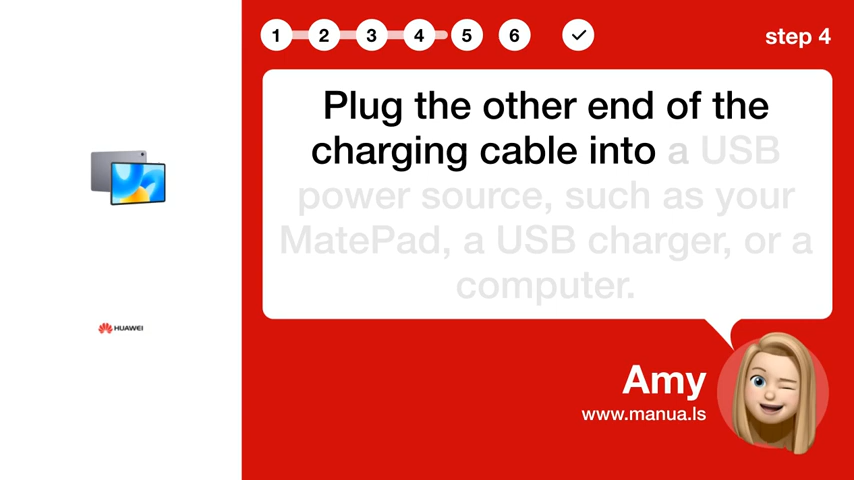 1 2 3 4 5 6
step 4
Plug the other end of the
charging cable into a USB
power source, such as your
MatePad, a USB charger, or a
computer.
HUAWEI
Amy
www.manua.ls